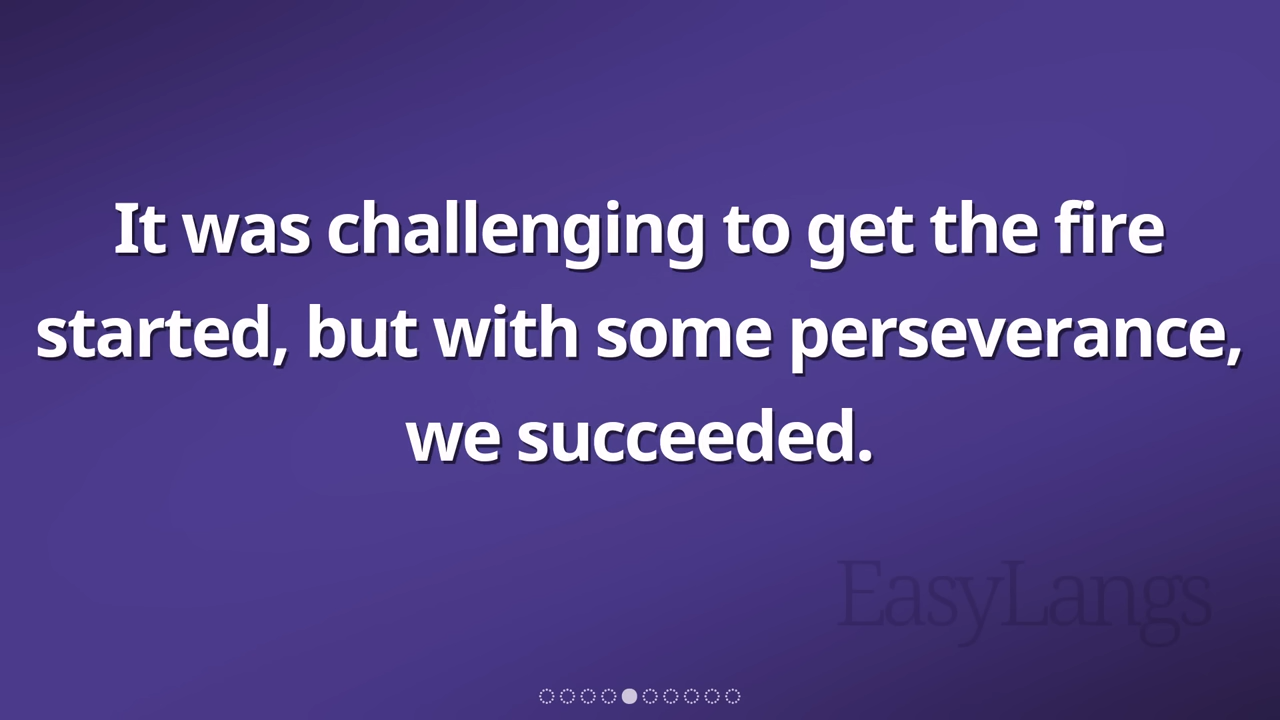 It was challenging to get the fire
started, but with some perseverance,
we succeeded.
EasyLangs